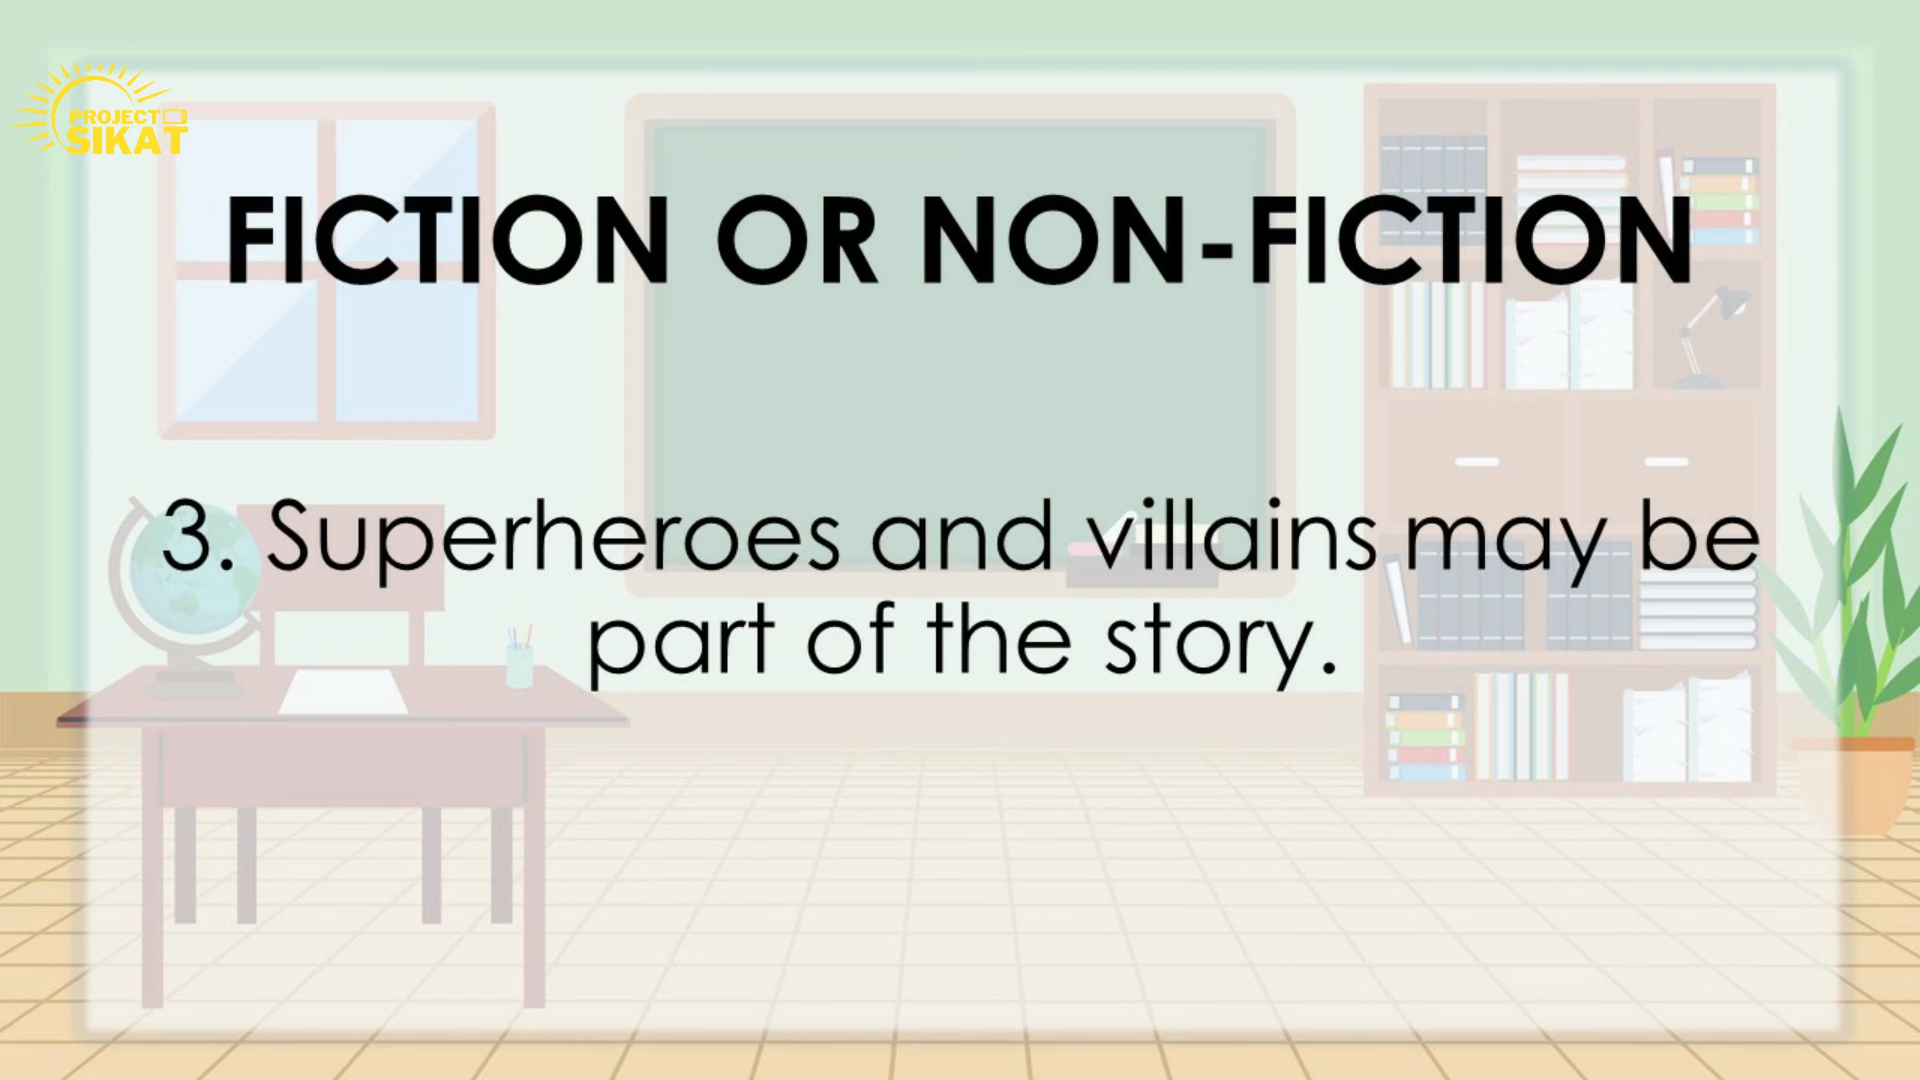 PROJECT
SIKAT
FICTION OR NON-FICTION
3. Superheroes and villains may be
part of the story.